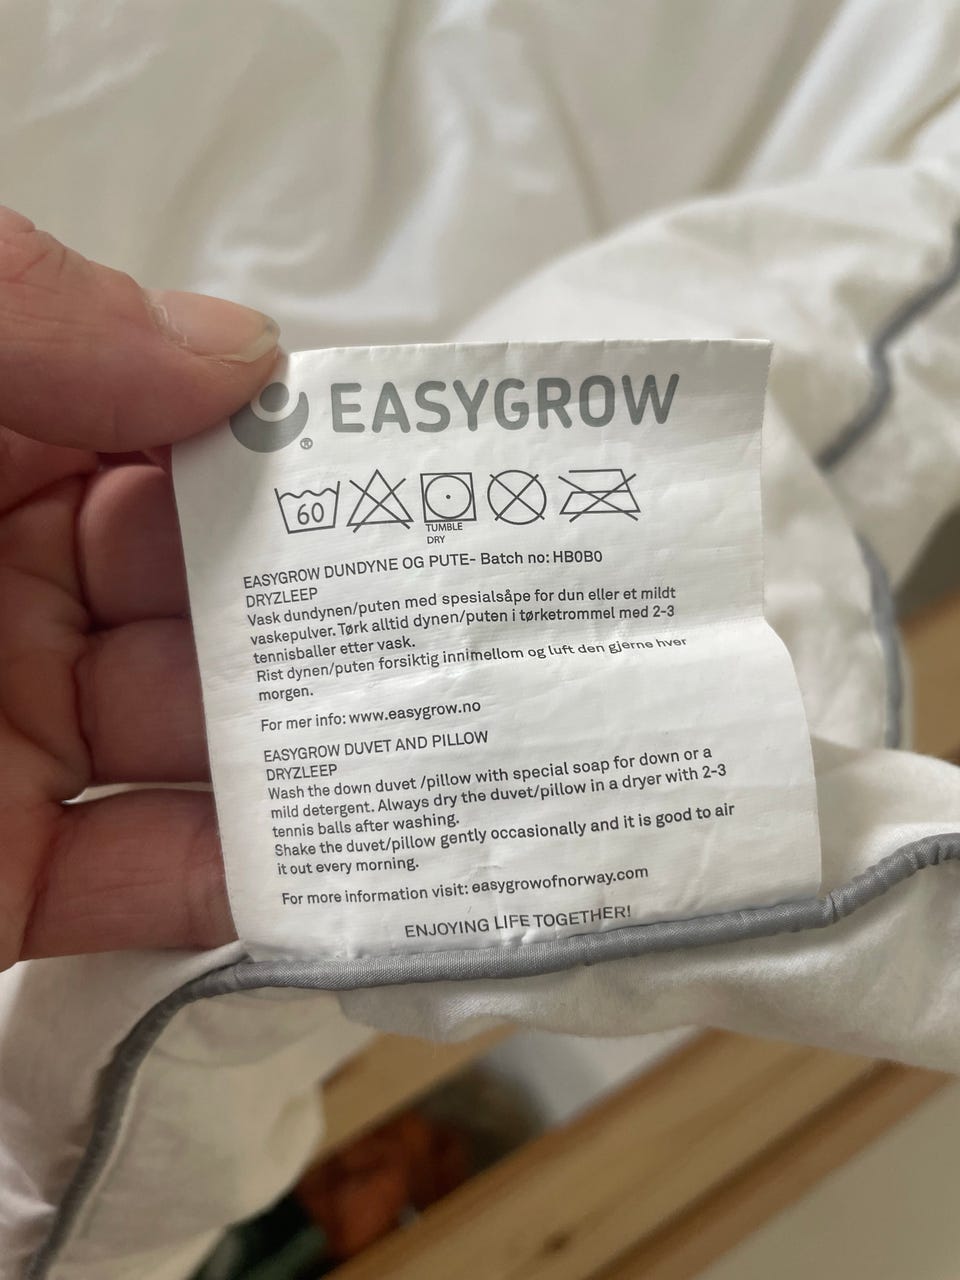 EASYGROW
®
60
TUMBLE
DRY
EASYGROW DUNDYNE OG PUTE- Batch no: HB0B0
DRYZLEEP
Vask dundynen/puten med spesialsåpe for dun eller et mildt
vaskepulver. Tørk alltid dynen/puten i tørketrommel med 2-3
tennisballer etter vask.
Rist dynen/puten forsiktig innimellom og luft den gjerne hver
morgen.
For mer info: www.easygrow.no
EASYGROW DUVET AND PILLOW
DRYZLEEP
Wash the down duvet /pillow with special soap for down or a
mild detergent. Always dry the duvet/pillow in a dryer with 2-3
tennis balls after washing.
Shake the duvet/pillow gently occasionally and it is good to air
it out every morning.
For more information visit: easygrowofnorway.com
ENJOYING LIFE TOGETHER!